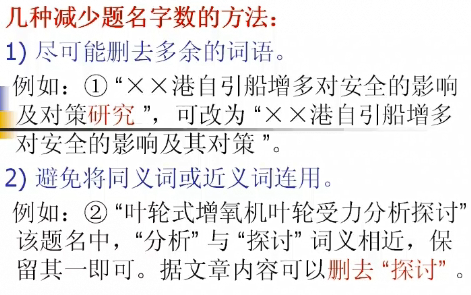 几种减少题名字数的方法：
1) 尽可能删去多余的词语。
例如：① “××港自引船增多对安全的影响
及对策研究 ”，可改为 “××港自引船增多
对安全的影响及其对策 ”。
2) 避免将同义词或近义词连用。
例如：② “叶轮式增氧机叶轮受力分析探讨”
该题名中，“分析” 与 “探讨” 词义相近，保
留其一即可。据文章内容可以删去 “探讨” 。